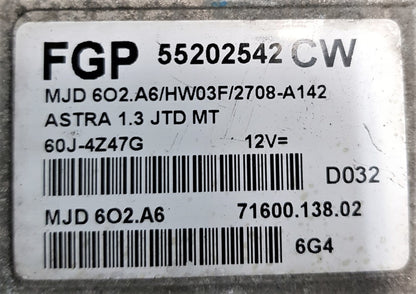 FGP 55202542 CW
MJD 6O2.A6/HW03F/2708-A142
ASTRA 1.3 JTD MT
60J-4Z47G 12V=
D032
MJD 6O2.A6 71600.138.02
6G4